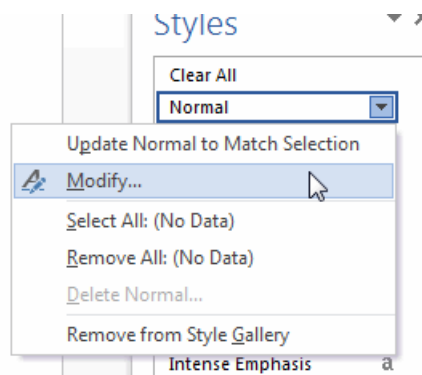 Styles
Clear All
Normal
Update Normal to Match Selection
Modify...
Select All: (No Data)
Remove All: (No Data)
Delete Normal...
Remove from Style Gallery
Intense Emphasis a